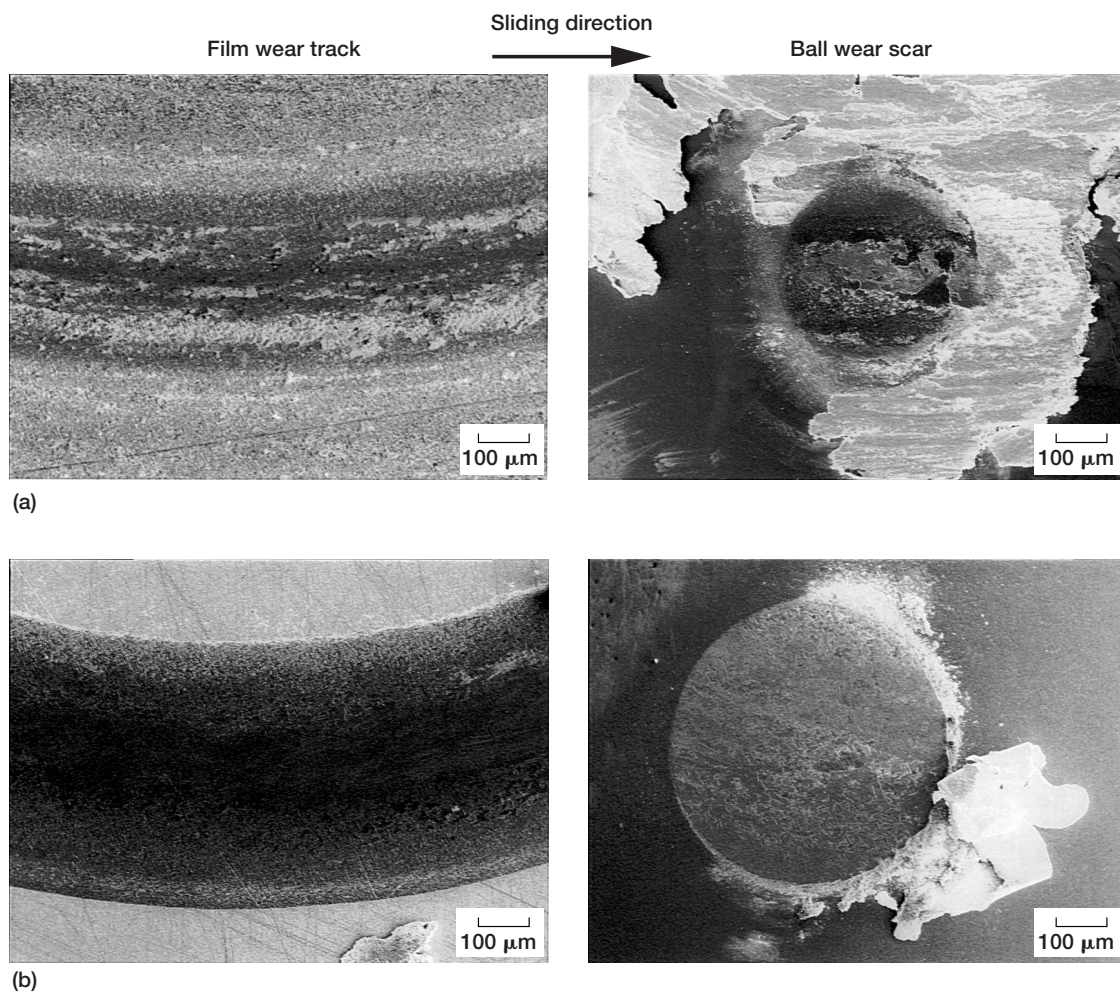 Sliding direction
Film wear track
Ball wear scar
100 μm
100 μm
(a)
100 μm
100 μm
(b)